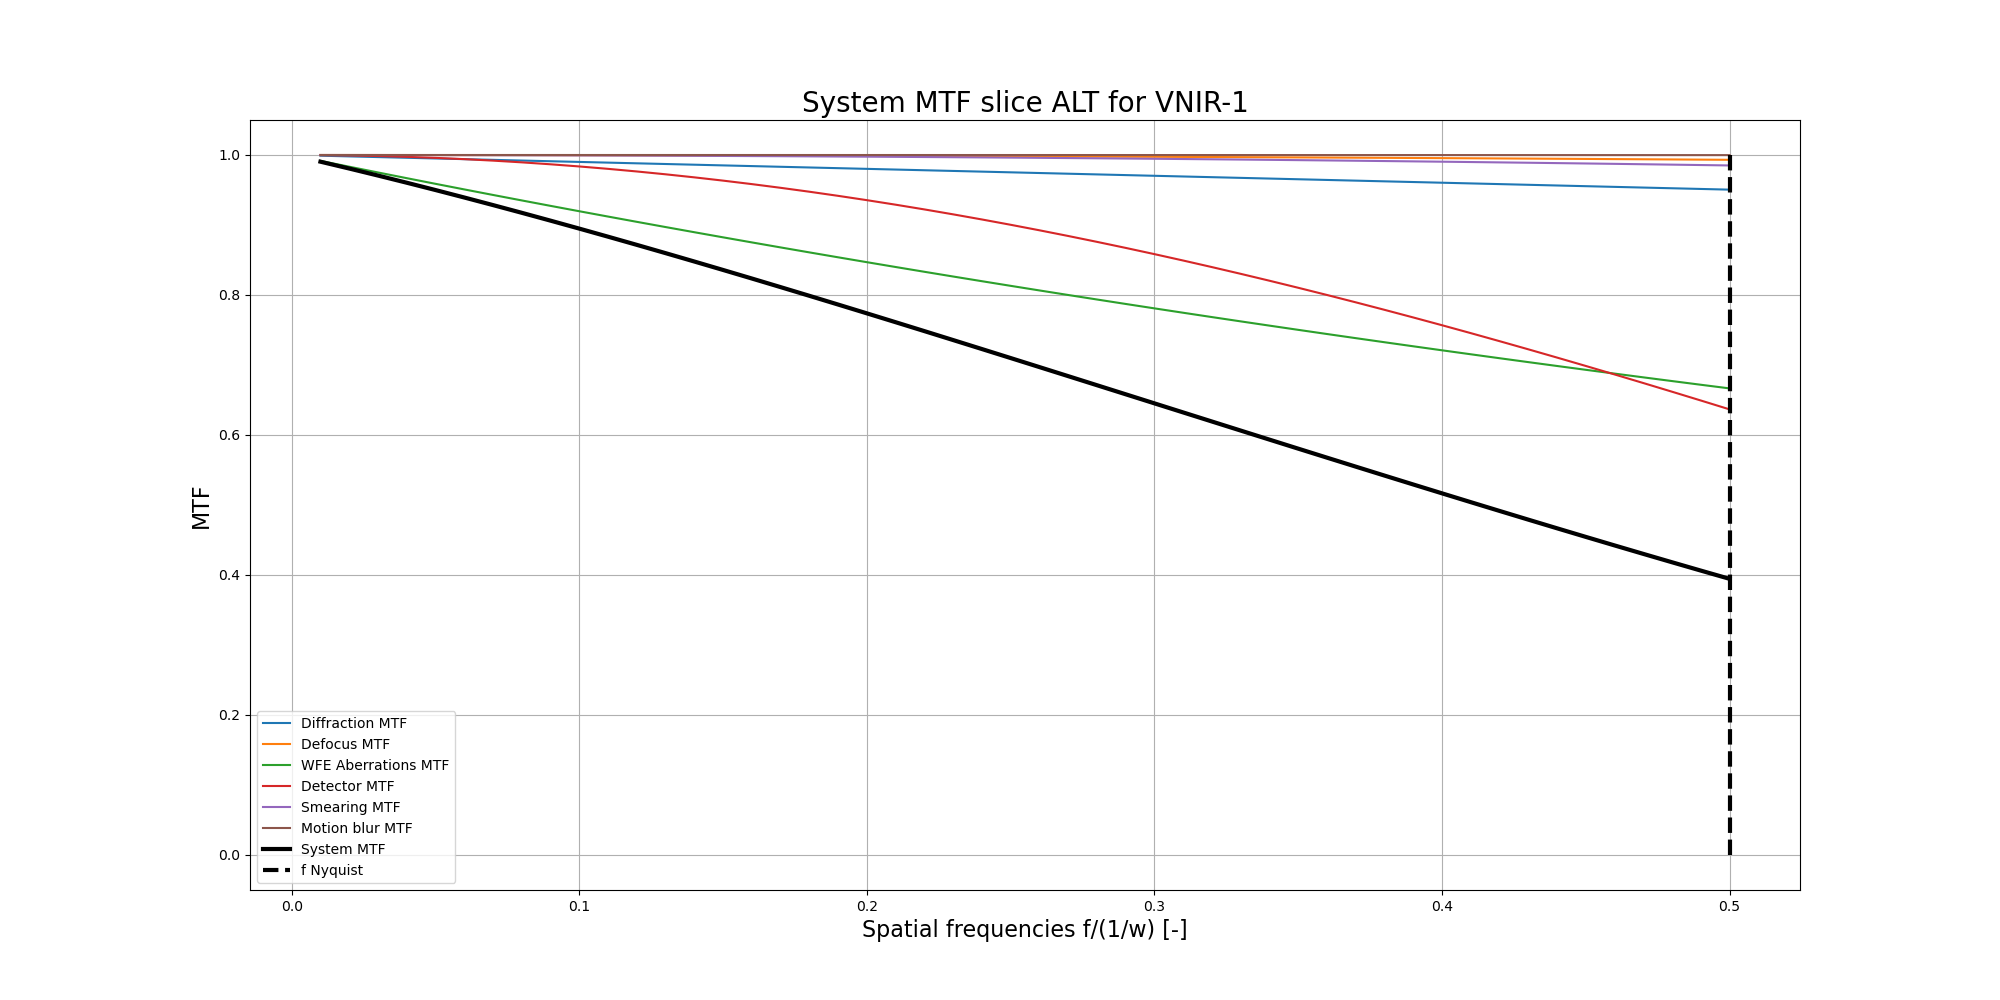 System MTF slice ALT for VNIR-1
MTF
1.0
0.8
0.6
0.4
0.2
0.0
Diffraction MTF
Defocus MTF
WFE Aberrations MTF
Detector MTF
Smearing MTF
Motion blur MTF
System MTF
f Nyquist
0.0 0.1 0.2 0.3 0.4 0.5
Spatial frequencies f/(1/w) [-]